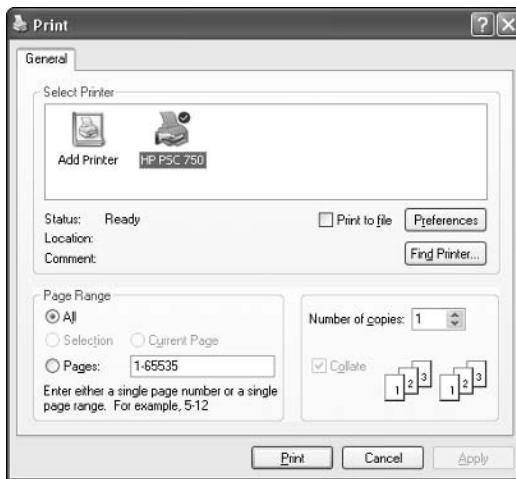 Print
General
Select Printer
Add Printer
HP PSC 750
Status: Ready
Print to file
Preferences
Location:
Comment:
Find Printer...
Page Range
All
Selection
Current Page
Pages: 1-65535
Enter either a single page number or a single
page range. For example, 5-12
Number of copies: 1
Collate
1 2 3 1 2 3
Print
Cancel
Apply